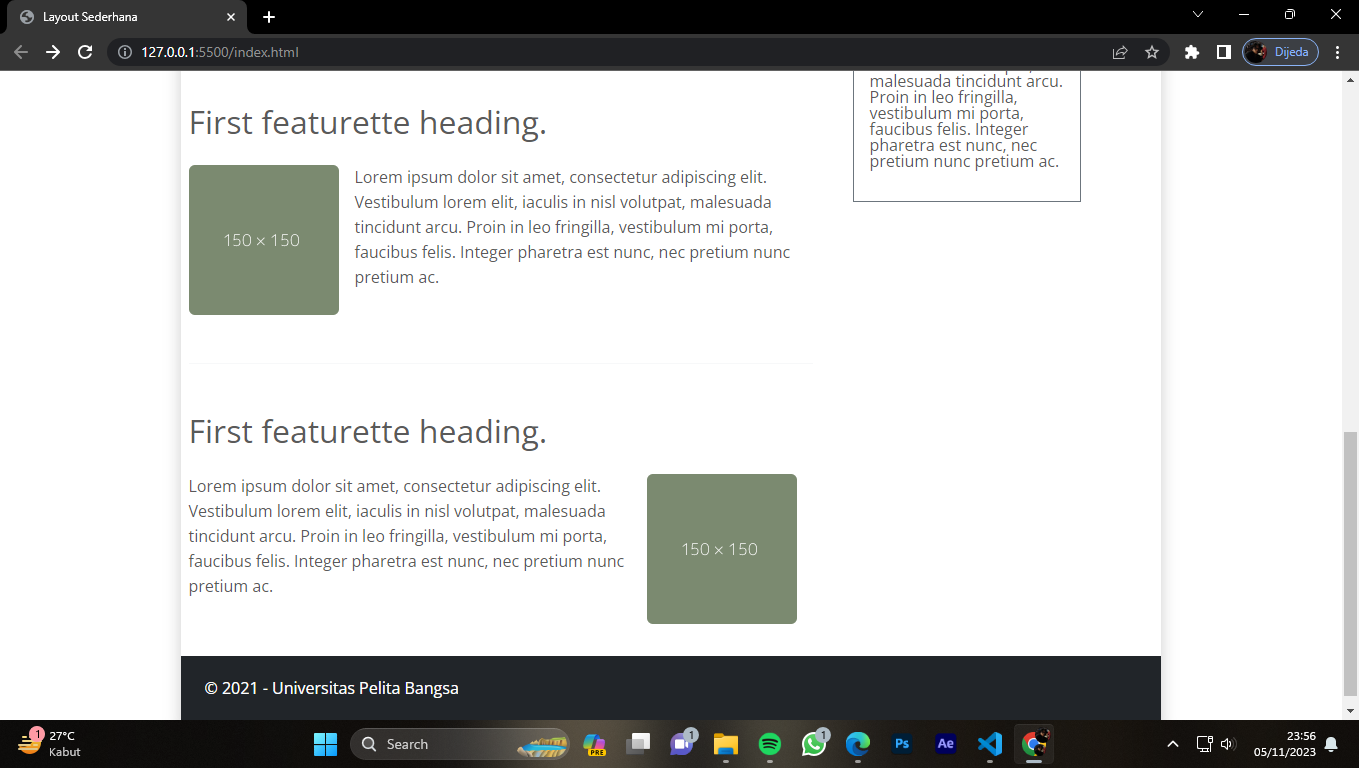 Layout Sederhana
127.0.0.1:5500/index.html
Dijeda
malesuada tincidunt arcu.
Proin in leo fringilla,
vestibulum mi porta,
faucibus felis. Integer
pharetra est nunc, nec
pretium nunc pretium ac.
First featurette heading.
150 × 150
Lorem ipsum dolor sit amet, consectetur adipiscing elit.
Vestibulum lorem elit, iaculis in nisl volutpat, malesuada
tincidunt arcu. Proin in leo fringilla, vestibulum mi porta,
faucibus felis. Integer pharetra est nunc, nec pretium nunc
pretium ac.
First featurette heading.
Lorem ipsum dolor sit amet, consectetur adipiscing elit.
Vestibulum lorem elit, iaculis in nisl volutpat, malesuada
tincidunt arcu. Proin in leo fringilla, vestibulum mi porta,
faucibus felis. Integer pharetra est nunc, nec pretium nunc
pretium ac.
150 × 150
© 2021 - Universitas Pelita Bangsa
1
27°C
Kabut
Search
PRE
1
1
Ps
Ae
23:56
05/11/2023